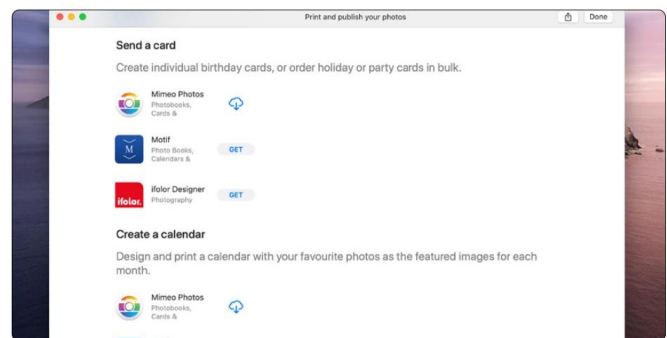 Print and publish your photos
Done
Send a card
Create individual birthday cards, or order holiday or party cards in bulk.
Mimeo Photos
Photobooks,
Cards &
Motif
M
Photo Books,
Calendars &
GET
ifolor Designer
ifolor.
Photography
GET
Create a calendar
Design and print a calendar with your favourite photos as the featured images for each
month.
Mimeo Photos
Photobooks,
Cards &